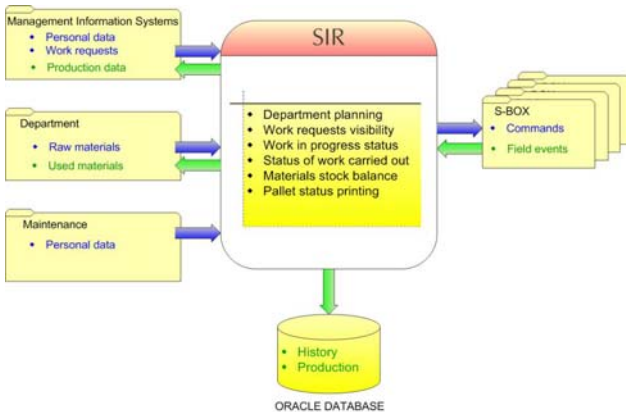 Management Information Systems
Personal data
Work requests
Production data
Department
Raw materials
Used materials
Maintenance
Personal data
SIR
Department planning
Work requests visibility
Work in progress status
Status of work carried out
Materials stock balance
Pallet status printing
S-BOX
Commands
Field events
History
Production
ORACLE DATABASE